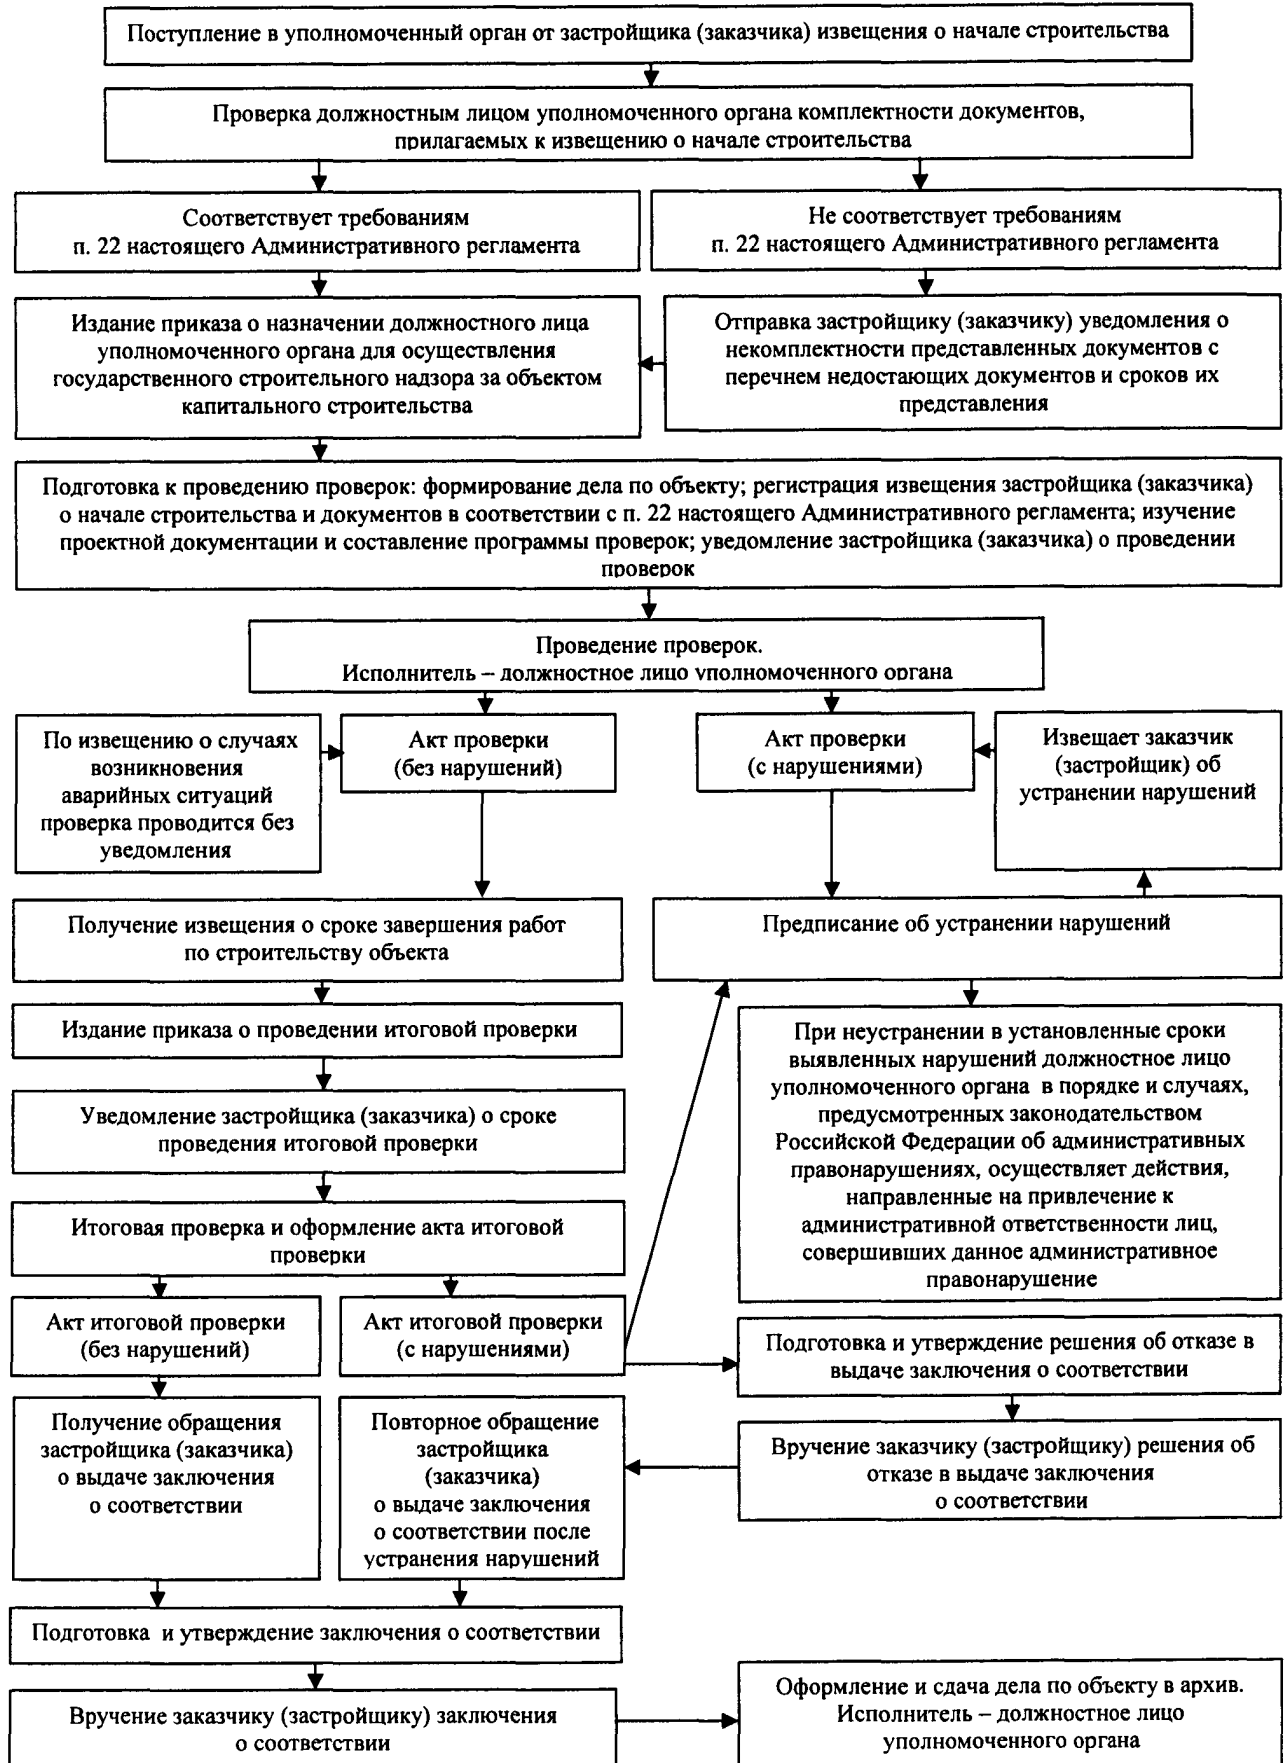 Поступление в уполномоченный орган от застройщика (заказчика) извещения о начале строительства
Проверка должностным лицом уполномоченного органа комплектности документов,
прилагаемых к извещению о начале строительства
Соответствует требованиям
п. 22 настоящего Административного регламента
Не соответствует требованиям
п. 22 настоящего Административного регламента
Издание приказа о назначении должностного лица
уполномоченного органа для осуществления
государственного строительного надзора за объектом
капитального строительства
Отправка застройщику (заказчику) уведомления о
некомплектности представленных документов с
перечнем недостающих документов и сроков их
представления
Подготовка к проведению проверок: формирование дела по объекту; регистрация извещения застройщика (заказчика)
о начале строительства и документов в соответствии с п. 22 настоящего Административного регламента; изучение
проектной документации и составление программы проверок; уведомление застройщика (заказчика) о проведении
проверок
Проведение проверок.
Исполнитель – должностное лицо уполномоченного органа
По извещению о случаях
возникновения
аварийных ситуаций
проверка проводится без
уведомления
Акт проверки
(без нарушений)
Акт проверки
(с нарушениями)
Извещает заказчик
(застройщик) об
устранении нарушений
Получение извещения о сроке завершения работ
по строительству объекта
Предписание об устранении нарушений
Издание приказа о проведении итоговой проверки
При неустранении в установленные сроки
выявленных нарушений должностное лицо
уполномоченного органа в порядке и случаях,
предусмотренных законодательством
Российской Федерации об административных
правонарушениях, осуществляет действия,
направленные на привлечение к
административной ответственности лиц,
совершивших данное административное
правонарушение
Уведомление застройщика (заказчика) о сроке
проведения итоговой проверки
Итоговая проверка и оформление акта итоговой
проверки
Акт итоговой проверки
(без нарушений)
Акт итоговой проверки
(с нарушениями)
Подготовка и утверждение решения об отказе в
выдаче заключения о соответствии
Получение обращения
застройщика (заказчика)
о выдаче заключения
о соответствии
Повторное обращение
застройщика
(заказчика)
о выдаче заключения
о соответствии после
устранения нарушений
Вручение заказчику (застройщику) решения об
отказе в выдаче заключения
о соответствии
Подготовка и утверждение заключения о соответствии
Вручение заказчику (застройщику) заключения
о соответствии
Оформление и сдача дела по объекту в архив.
Исполнитель – должностное лицо
уполномоченного органа